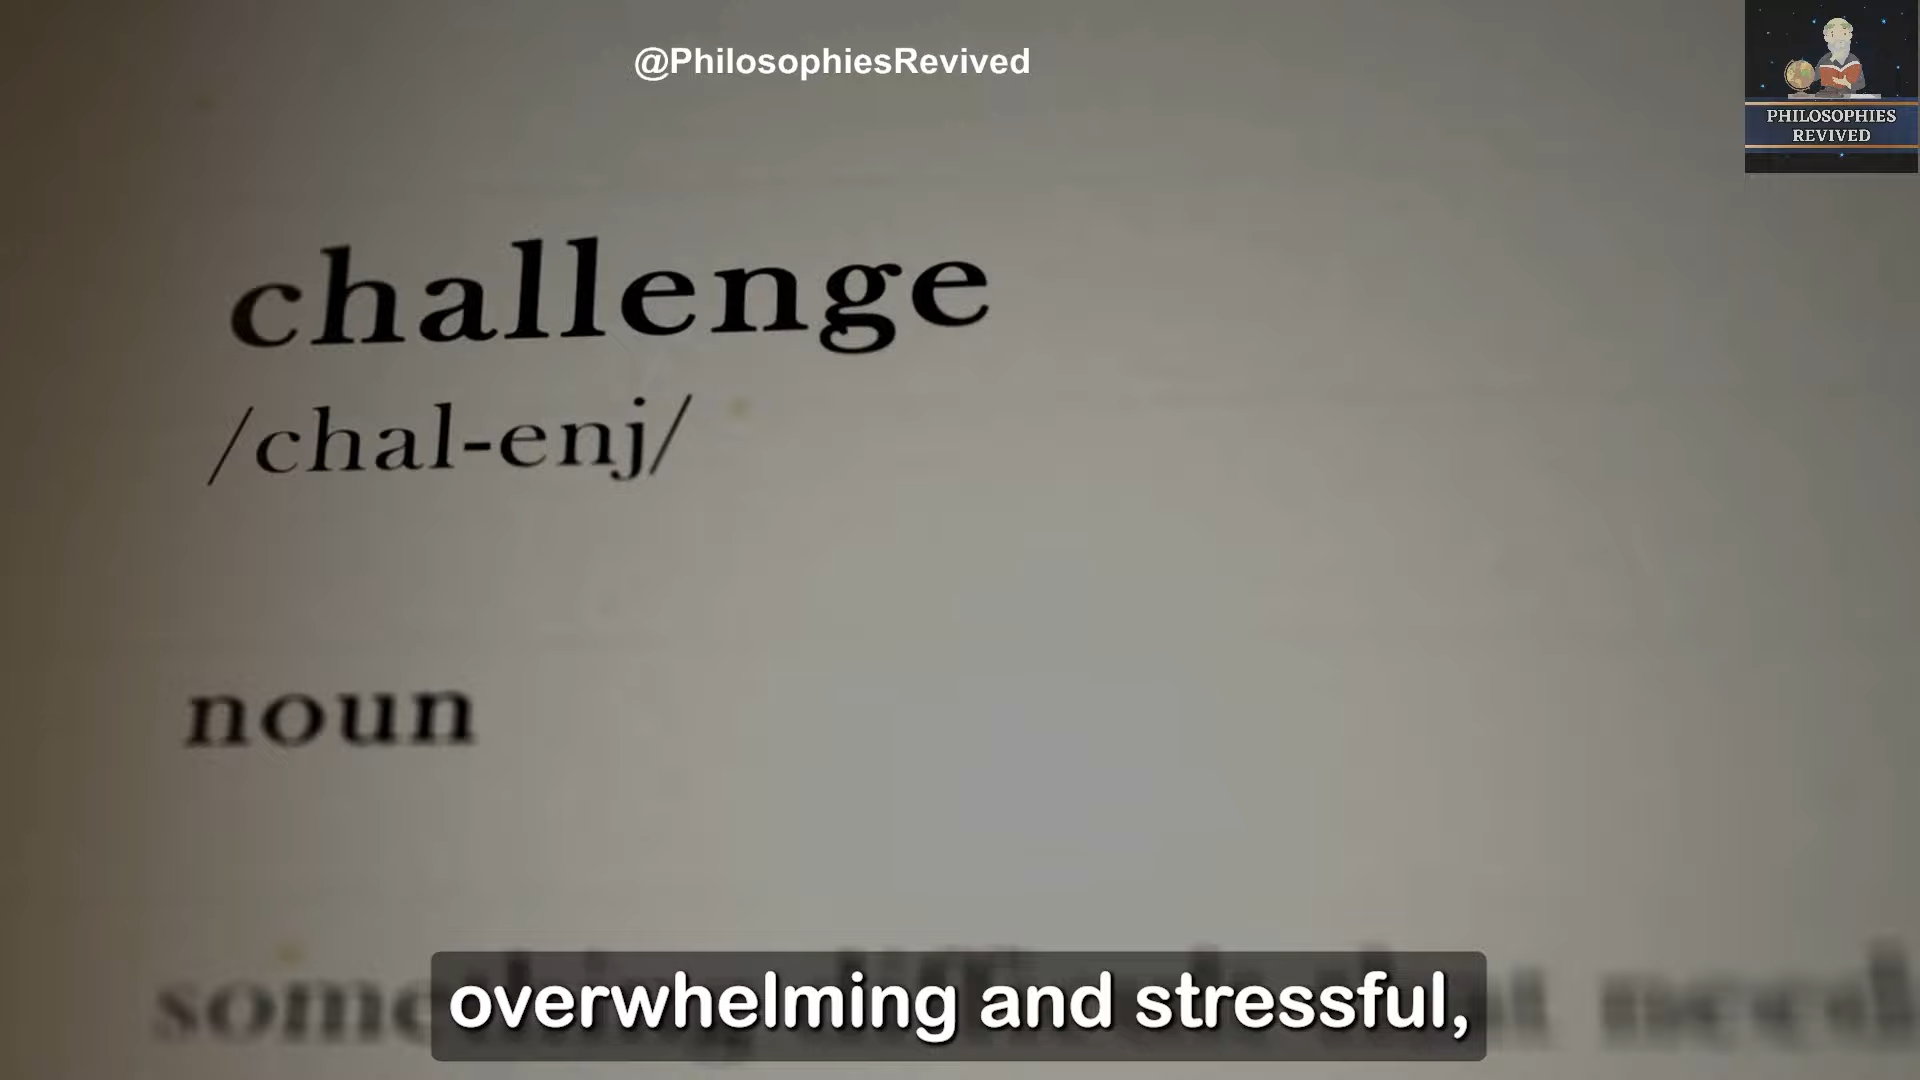 @PhilosophiesRevived
PHILOSOPHIES
REVIVED
challenge
/chal-enj/
noun
overwhelming and stressful,